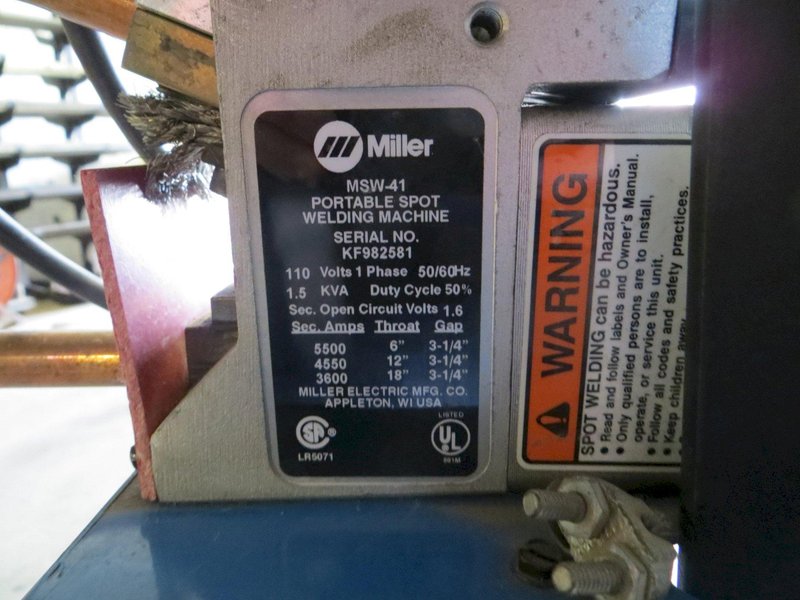 Miller
MSW-41
PORTABLE SPOT
WELDING MACHINE
SERIAL NO.
KF982581
110 Volts 1 Phase 50/60Hz
1.5 KVA Duty Cycle 50%
Sec. Open Circuit Volts 1.6
Sec. Amps Throat Gap
5500 6" 3-1/4"
4550 12" 3-1/4"
3600 18" 3-1/4"
MILLER ELECTRIC MFG. CO.
APPLETON, WI USA
SA ®
LR5071
LISTED
UL ®
WARNING
SPOT WELDING can be hazardous.
• Read and follow labels and Owner's Manual.
• Only qualified persons are to install,
operate, or service this unit.
• Follow all codes and safety practices.
• Keep children away